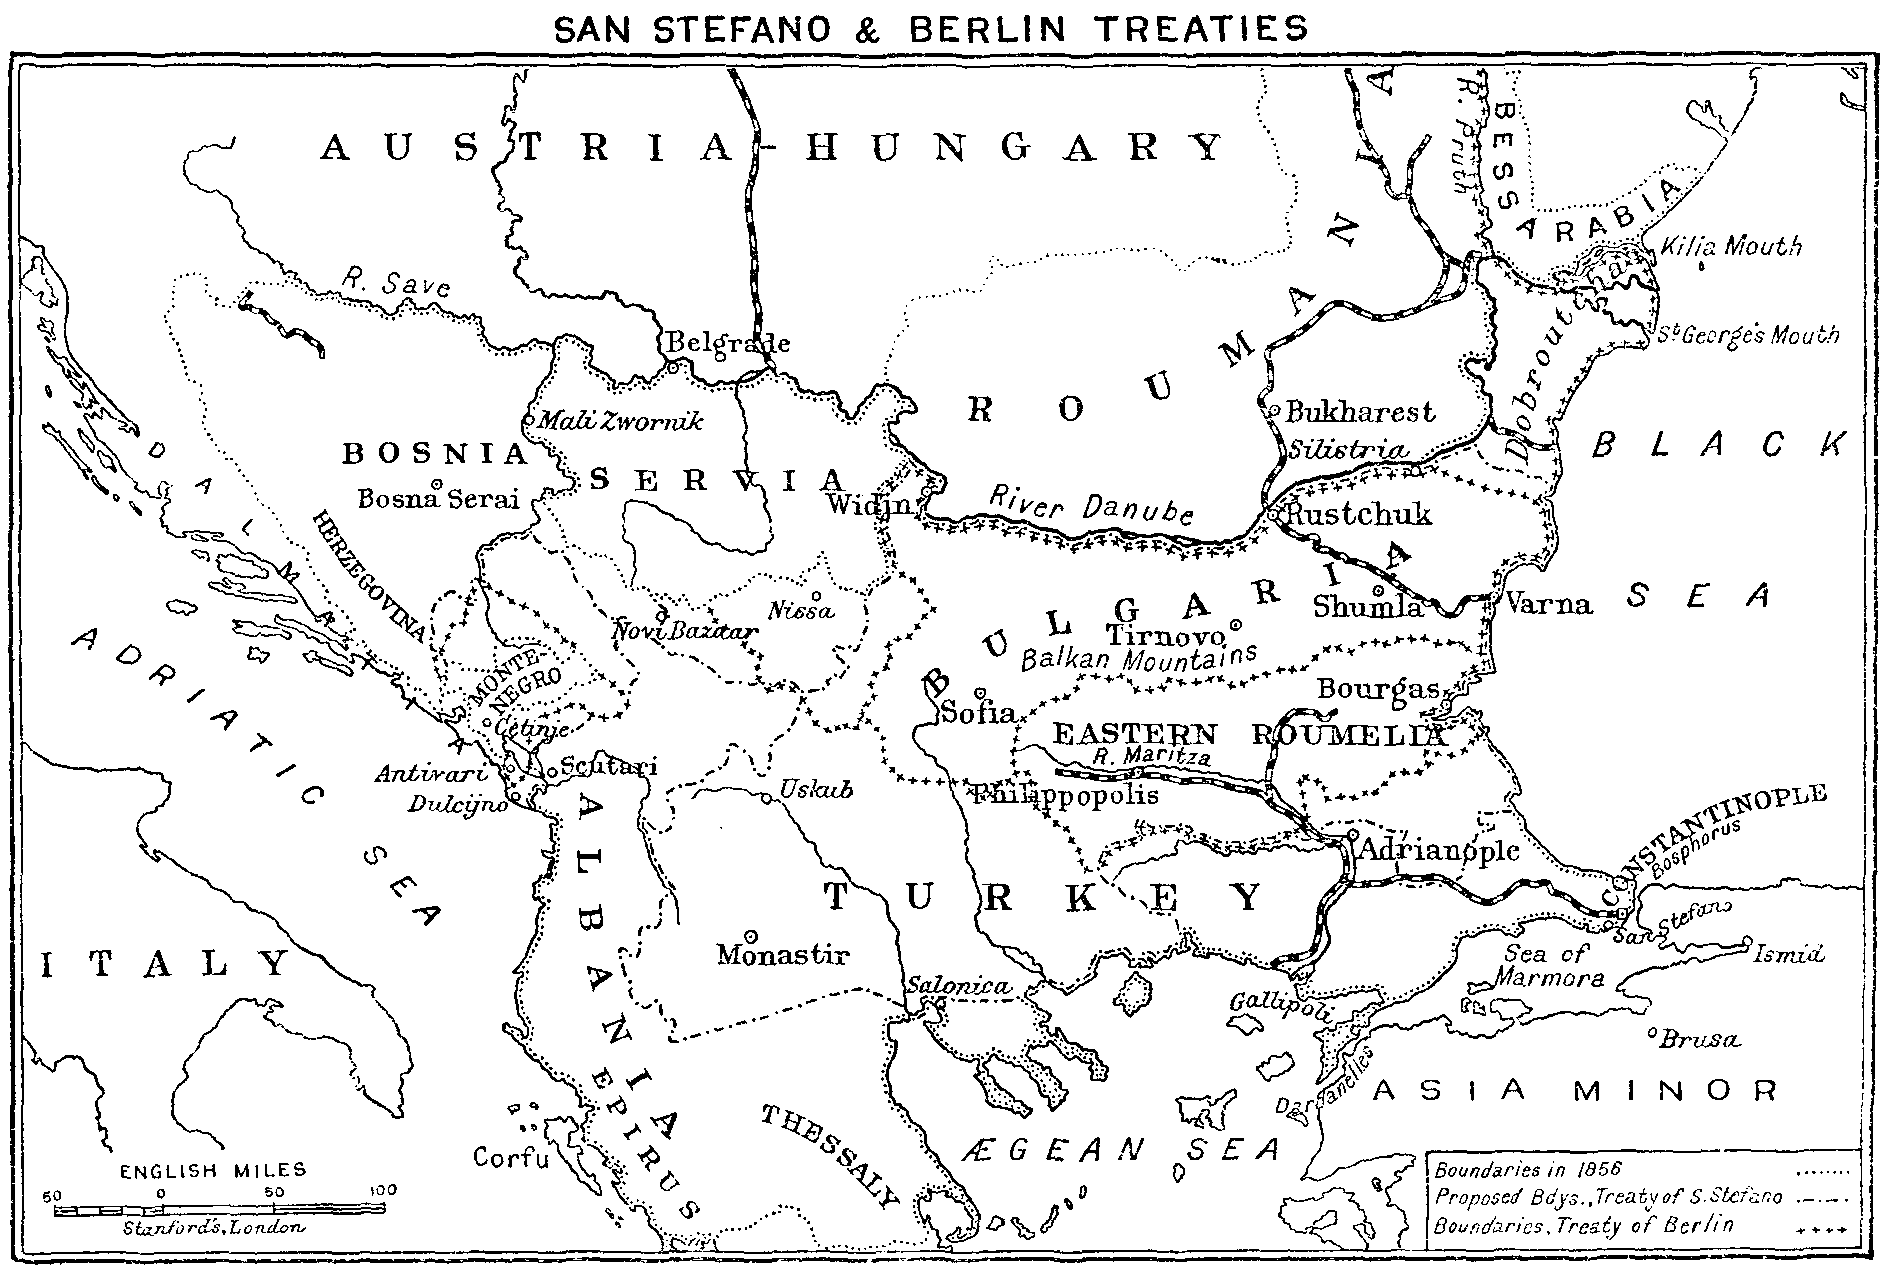 SAN STEFANO & BERLIN TREATIES
AUSTRIA-HUNGARY
R. Pruth
BESSARABIA
Kilia Mouth
St. George's Mouth
R. Save
Belgrade
ROUMANIA
Dobroutcha
Mali Zwornik
BOSNIA
Bosna Serai
SERVIA
Widin
River Danube
Bukharest
Silistria
Rustchuk
BLACK SEA
DALMATIA
HERZEGOVINA
Novi Bazaar
Nissa
BULGARIA
Shumla
Varna
Tirnovo
Balkan Mountains
ADRIATIC SEA
MONTE-
NEGRO
Cetinje
Sofia
Bourgas
EASTERN ROUMELIA
R. Maritza
Philippopolis
Antivari
Dulcijno
Scutari
Uskub
ALBANIA
Adrianople
CONSTANTINOPLE
Bosphorus
San Stefano
TURKEY
ITALY
Monastir
Salonica
Gallipoli
Sea of
Marmora
Ismid
Brusa
Dardanelles
ASIA MINOR
EPIRUS
THESSALY
Corfu
ÆGEAN SEA
ENGLISH MILES
50 0 50 100
Stanford's, London
Boundaries in 1856
Proposed Bdys., Treaty of S. Stefano
Boundaries, Treaty of Berlin